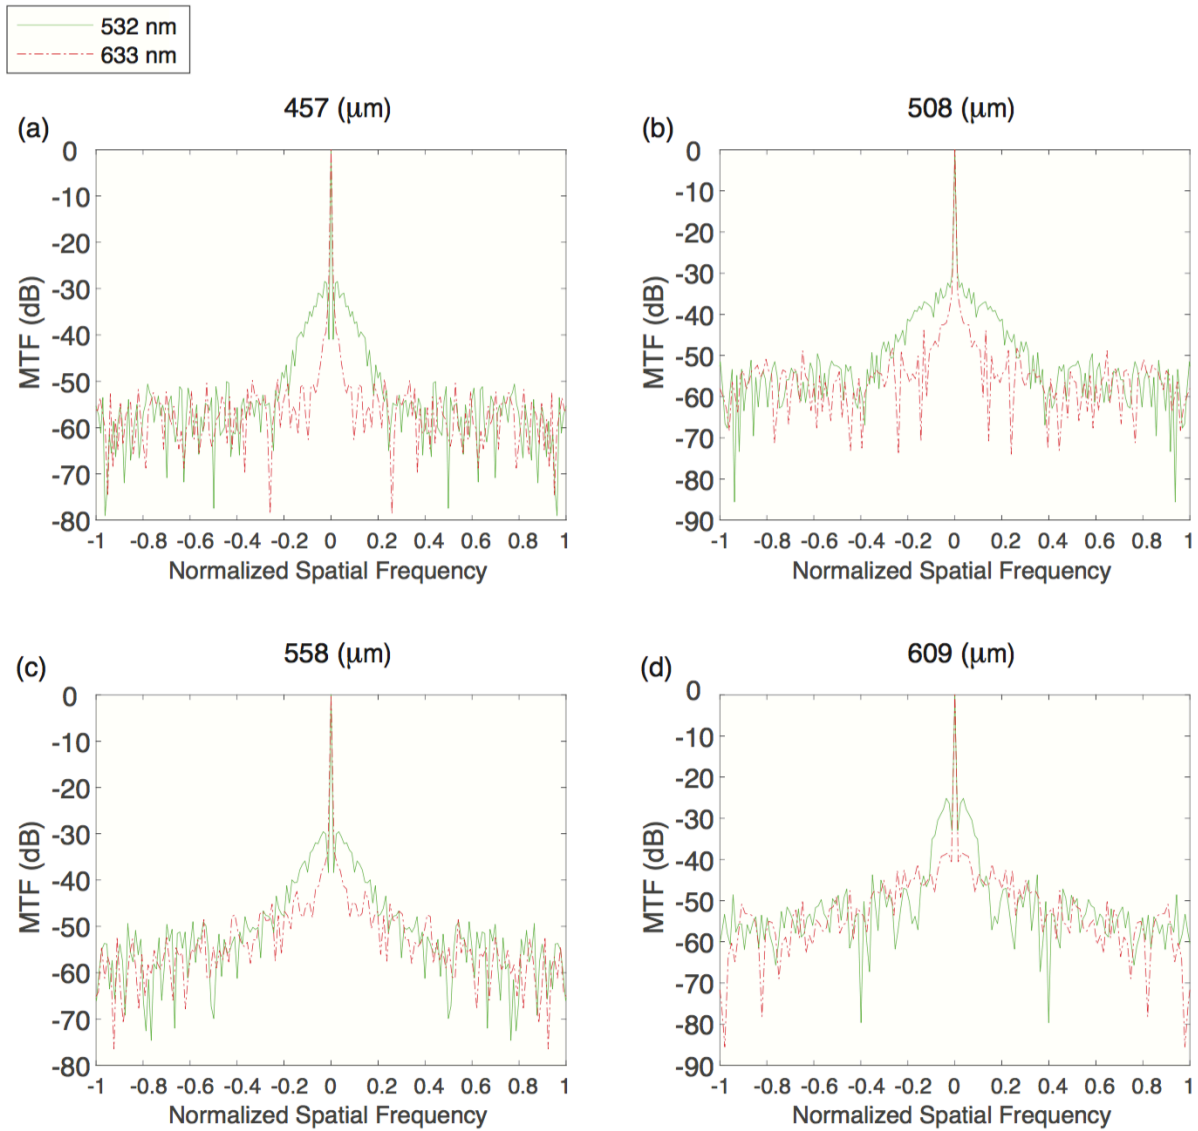 532 nm
633 nm
457 (μm)
508 (μm)
(a)
(b)
0
-10
-20
-30
-40
-50
-60
-70
-80
MTF (dB)
-1 -0.8 -0.6 -0.4 -0.2 0 0.2 0.4 0.6 0.8 1
Normalized Spatial Frequency
0
-10
-20
-30
-40
-50
-60
-70
-80
-90
MTF (dB)
-1 -0.8 -0.6 -0.4 -0.2 0 0.2 0.4 0.6 0.8 1
Normalized Spatial Frequency
558 (μm)
609 (μm)
(c)
(d)
0
-10
-20
-30
-40
-50
-60
-70
-80
MTF (dB)
-1 -0.8 -0.6 -0.4 -0.2 0 0.2 0.4 0.6 0.8 1
Normalized Spatial Frequency
0
-10
-20
-30
-40
-50
-60
-70
-80
-90
MTF (dB)
-1 -0.8 -0.6 -0.4 -0.2 0 0.2 0.4 0.6 0.8 1
Normalized Spatial Frequency